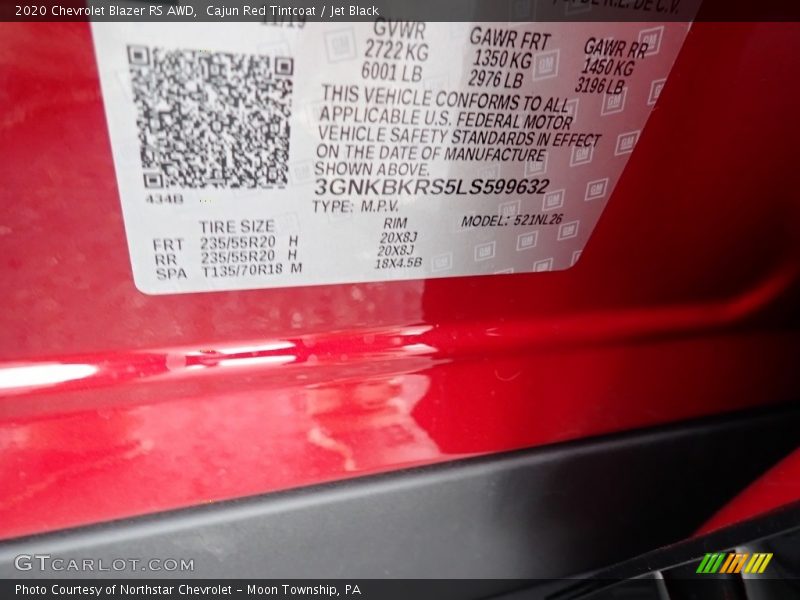 2020 Chevrolet Blazer RS AWD,  Cajun Red Tintcoat / Jet Black
11/19
DE R.L. DE C.V.
GVWR
2722 KG
6001 LB
GAWR FRT
1350 KG
2976 LB
GAWR RR
1450 KG
3196 LB
THIS VEHICLE CONFORMS TO ALL
APPLICABLE U.S. FEDERAL MOTOR
VEHICLE SAFETY STANDARDS IN EFFECT
ON THE DATE OF MANUFACTURE
SHOWN ABOVE.
3GNKBKRS5LS599632
TYPE: M.P.V.
MODEL: 521NL26
434B
TIRE SIZE RIM
FRT 235/55R20 H 20X8J
RR 235/55R20 H 20X8J
SPA T135/70R18 M 18X4.5B
GTCARLOT.COM
Photo Courtesy of Northstar Chevrolet – Moon Township, PA